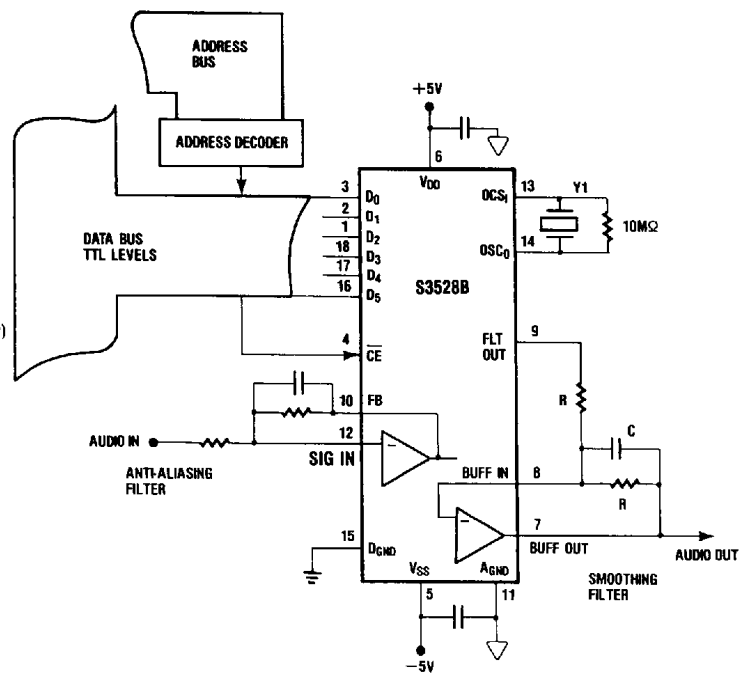 ADDRESS
BUS
ADDRESS DECODER
DATA BUS
TTL LEVELS
)
+5V
6
VDD
3 D0
2 D1
1 D2
18 D3
17 D4
16 D5
4 CE
S3528B
OCSI 13
OSCO 14
Y1
10MΩ
FLT
OUT
9
R
C
R
10 FB
12
SIG IN
AUDIO IN
ANTI-ALIASING
FILTER
BUFF IN 8
7
BUFF OUT
AUDIO OUT
SMOOTHING
FILTER
15 DGND
VSS
5
AGND
11
−5V